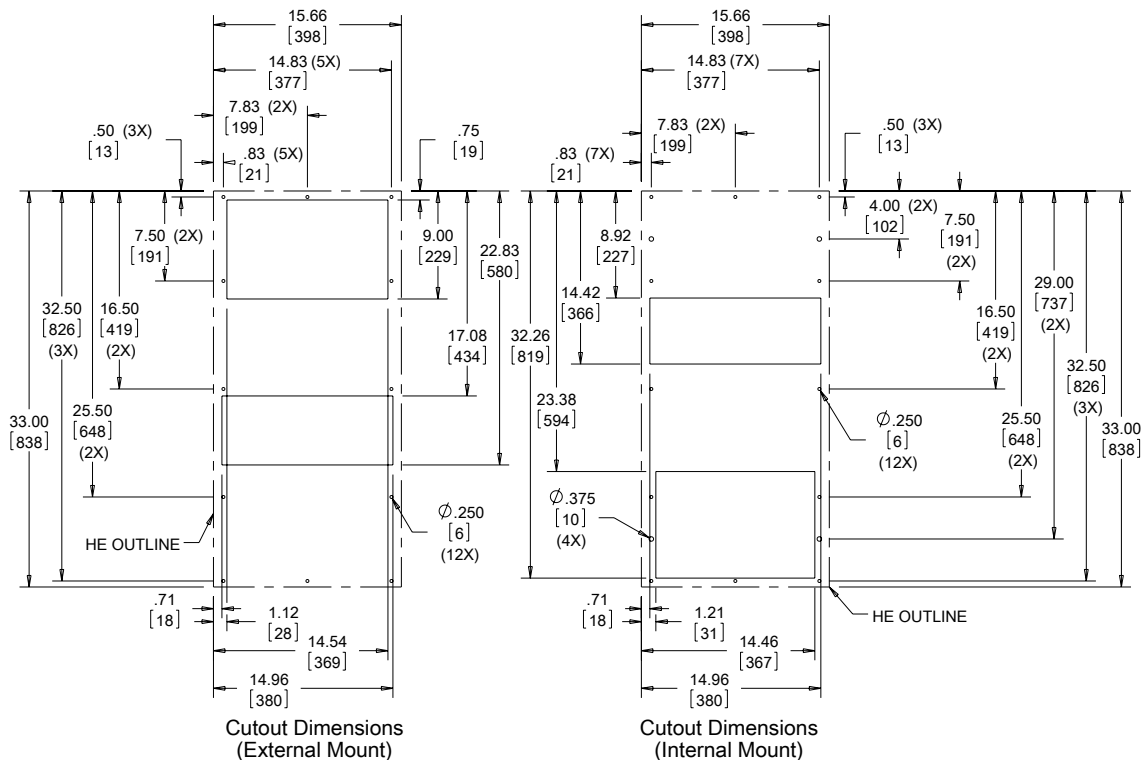 15.66
[398]
14.83 (5X)
[377]
7.83 (2X)
[199]
.50 (3X)
[13]
.83 (5X)
[21]
.75
[19]
7.50 (2X)
[191]
9.00
[229]
22.83
[580]
32.50
[826]
(3X)
16.50
[419]
(2X)
17.08
[434]
33.00
[838]
25.50
[648]
(2X)
Ø.250
[6]
(12X)
HE OUTLINE
.71
[18]
1.12
[28]
14.54
[369]
14.96
[380]
Cutout Dimensions
(External Mount)
15.66
[398]
14.83 (7X)
[377]
7.83 (2X)
[199]
.83 (7X)
[21]
.50 (3X)
[13]
4.00 (2X)
[102]
7.50
[191]
(2X)
8.92
[227]
14.42
[366]
29.00
[737]
(2X)
16.50
[419]
(2X)
32.26
[819]
32.50
[826]
(3X)
23.38
[594]
25.50
[648]
(2X)
33.00
[838]
Ø.250
[6]
(12X)
Ø.375
[10]
(4X)
HE OUTLINE
.71
[18]
1.21
[31]
14.46
[367]
14.96
[380]
Cutout Dimensions
(Internal Mount)